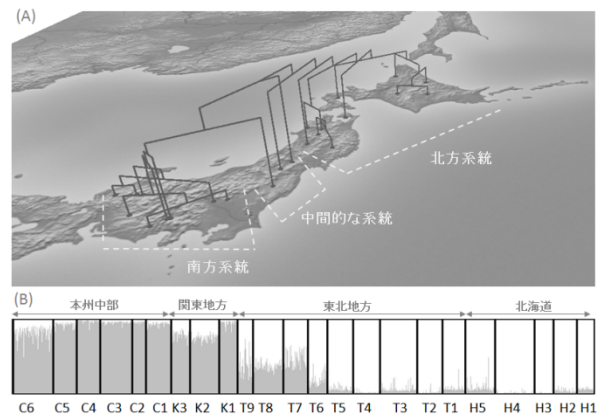 (A)
北方系統
中間的な系統
南方系統
(B)
本州中部 関東地方 東北地方 北海道
C6 C5 C4 C3 C2 C1 K3 K2 K1 T9 T8 T7 T6 T5 T4 T3 T2 T1 H5 H4 H3 H2 H1